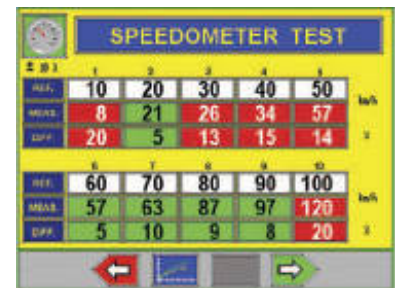 SPEEDOMETER TEST
1 2 3 4 5
REF. 10 20 30 40 50
km/h
MEAS. 8 21 26 34 57
DIFF. 20 5 13 15 14
6 7 8 9 10
REF. 60 70 80 90 100
km/h
MEAS. 57 63 87 97 120
DIFF. 5 10 9 8 20